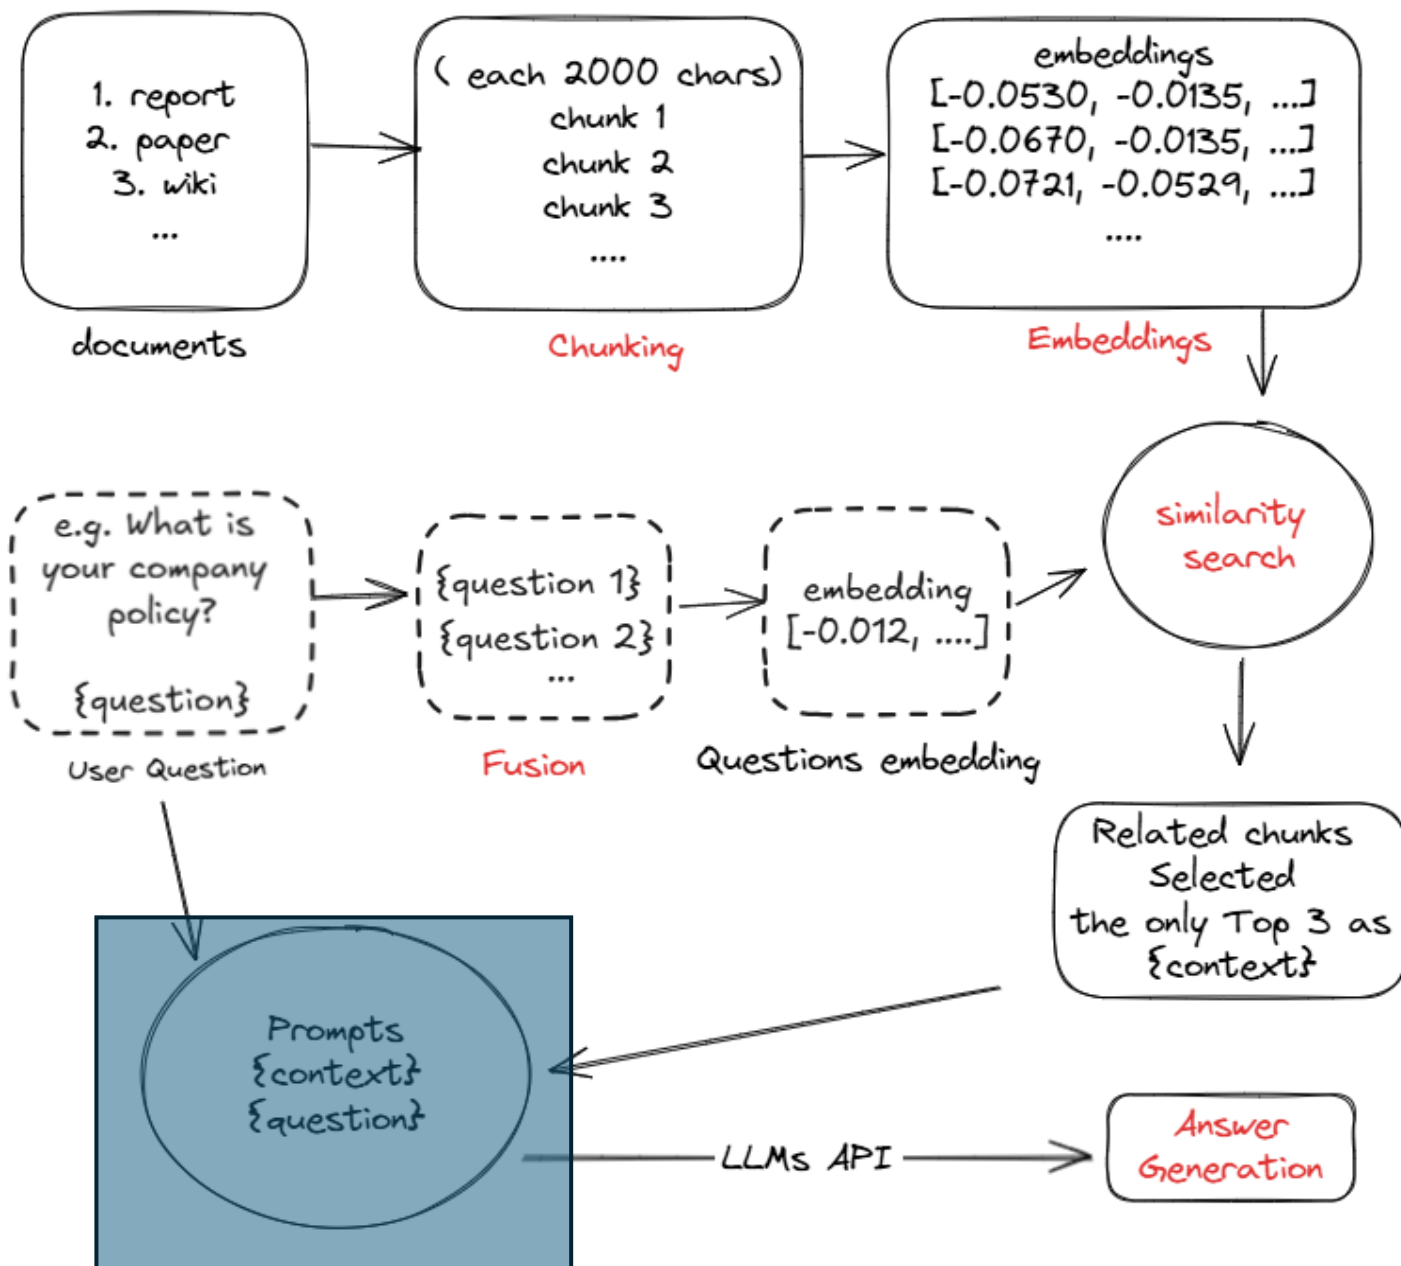 1. report
2. paper
3. wiki
...
documents
( each 2000 chars)
chunk 1
chunk 2
chunk 3
....
Chunking
embeddings
[-0.0530, -0.0135, ...]
[-0.0670, -0.0135, ...]
[-0.0721, -0.0529, ...]
....
Embeddings
e.g. What is
your company
policy?
{question}
User Question
{question 1}
{question 2}
...
Fusion
embedding
[-0.012, ....]
Questions embedding
similarity
search
Related chunks
Selected
the only Top 3 as
{context}
Prompts
{context}
{question}
LLMs API
Answer
Generation